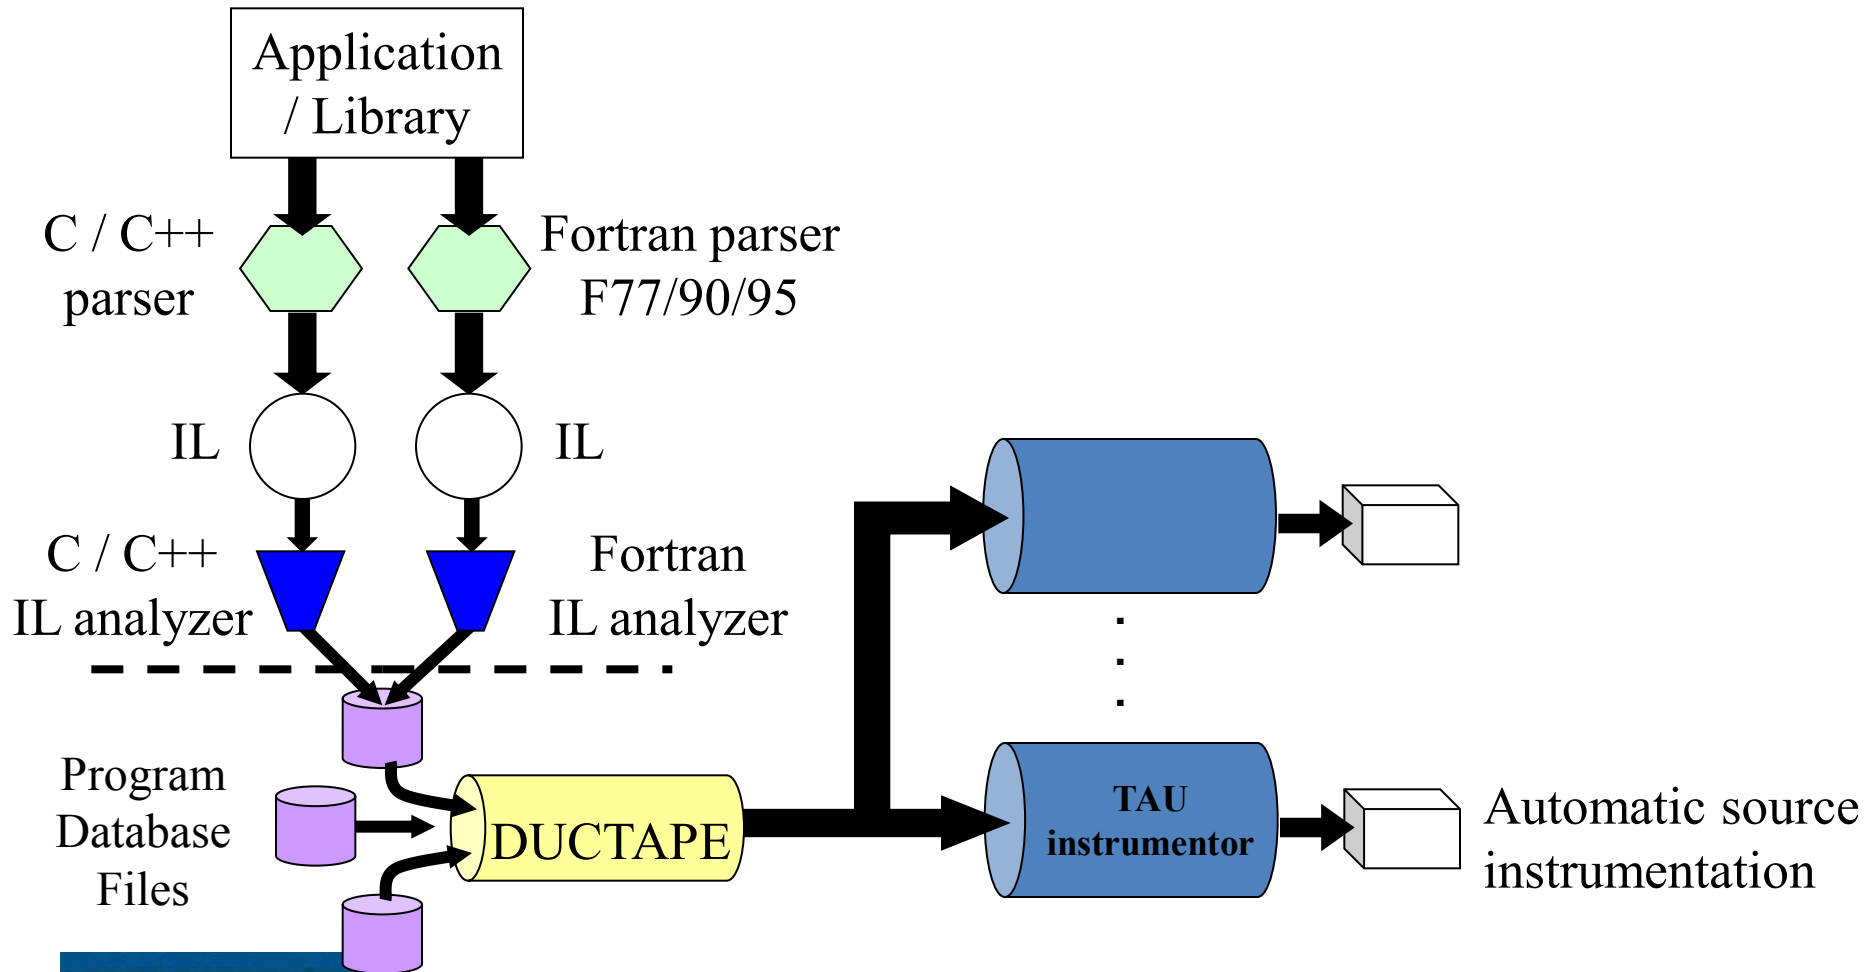 Application
/ Library
C / C++
parser
Fortran parser
F77/90/95
IL
IL
C / C++
IL analyzer
Fortran
IL analyzer
Program
Database
Files
DUCTAPE
TAU
instrumentor
Automatic source
instrumentation